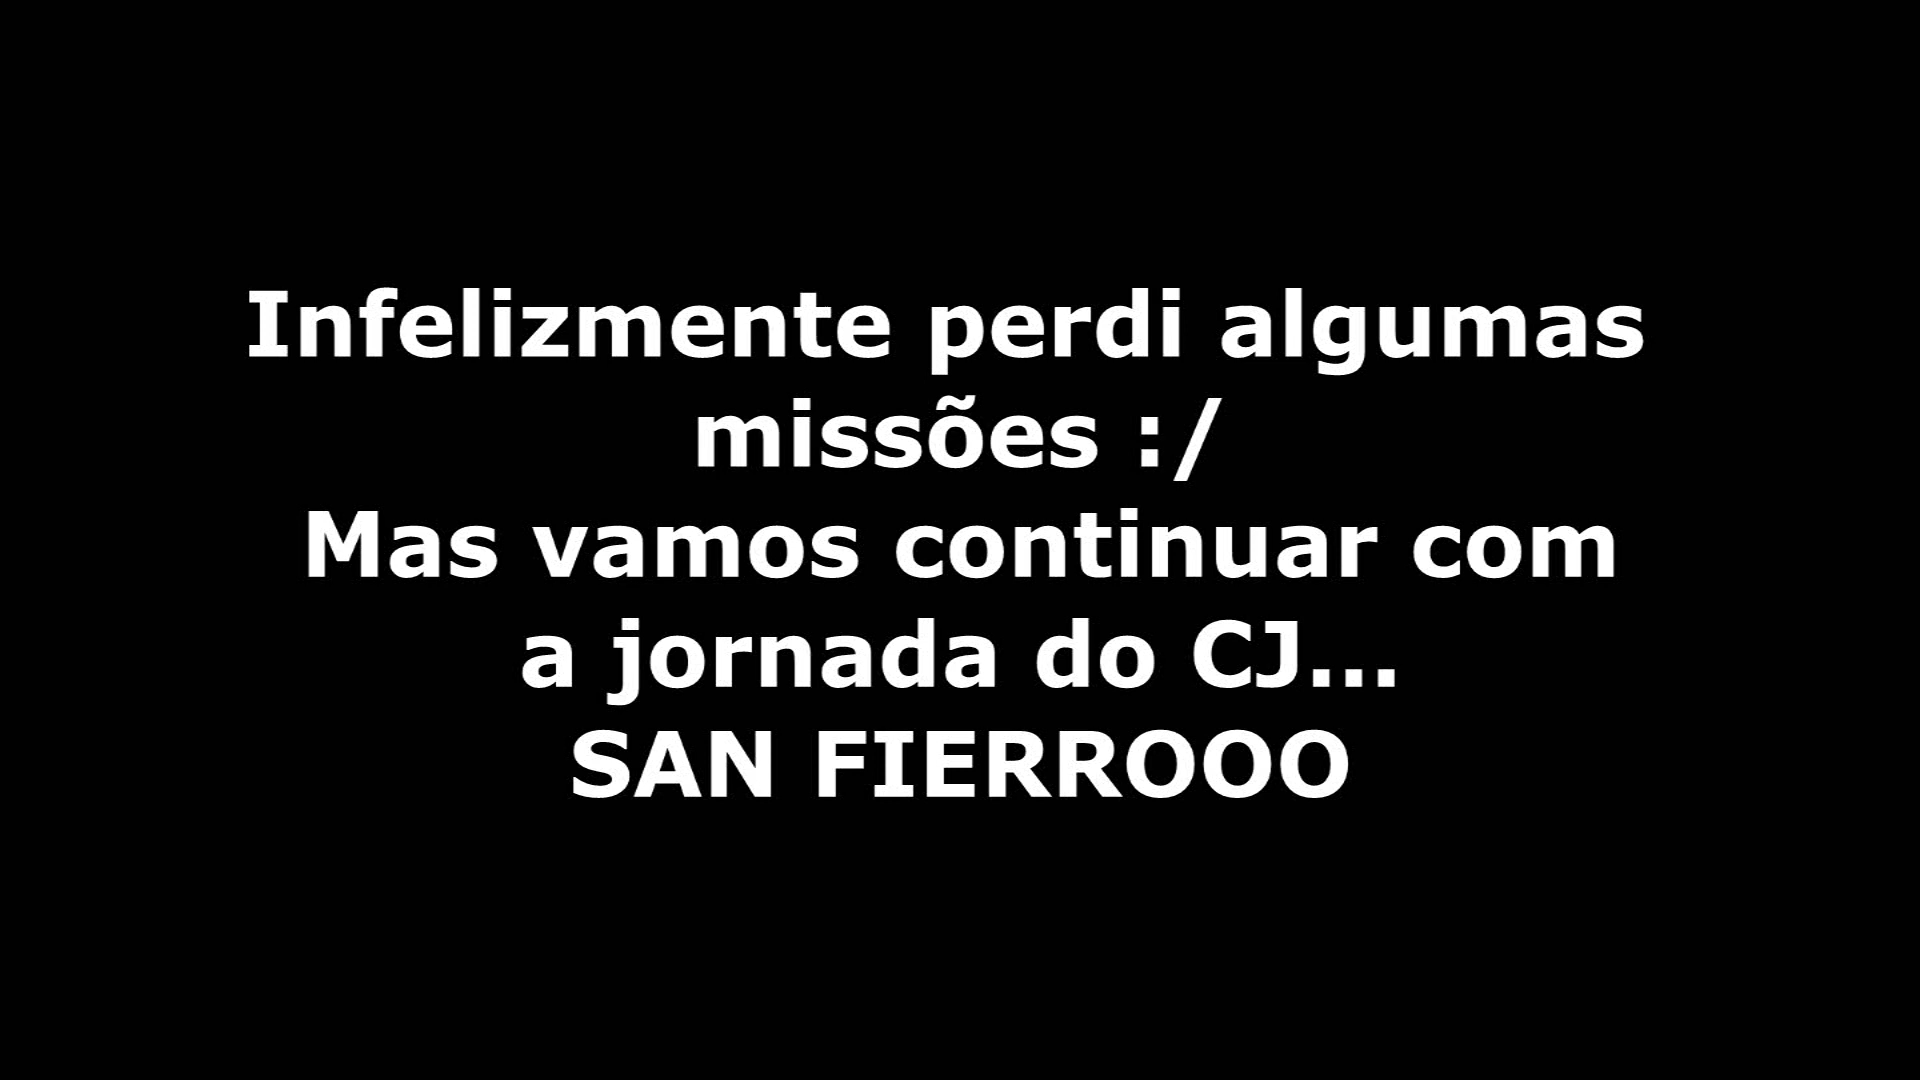 Infelizmente perdi algumas
missões :/
Mas vamos continuar com
a jornada do CJ...
SAN FIERROOO